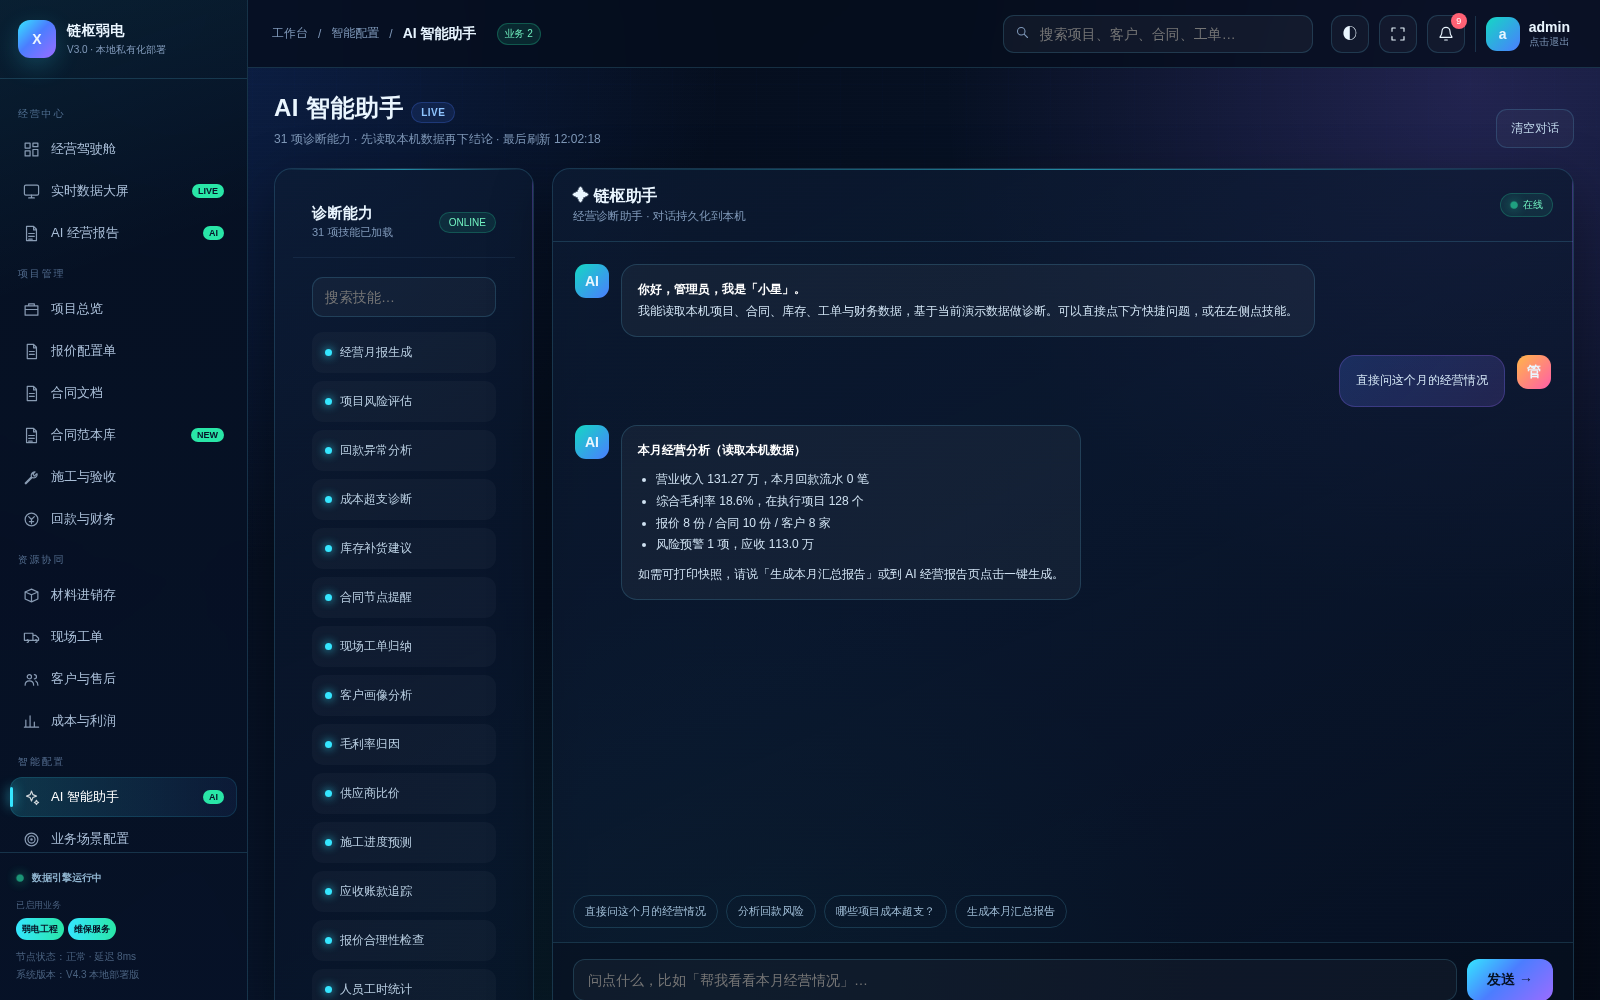 X
链枢弱电
V3.0 · 本地私有化部署
经营中心
经营驾驶舱
实时数据大屏 LIVE
AI 经营报告 AI
项目管理
项目总览
报价配置单
合同文档
合同范本库 NEW
施工与验收
回款与财务
资源协同
材料进销存
现场工单
客户与售后
成本与利润
智能配置
AI 智能助手 AI
业务场景配置
数据引擎运行中
已启用业务
弱电工程 维保服务
节点状态：正常 · 延迟 8ms
系统版本：V4.3 本地部署版
工作台 / 智能配置 / AI 智能助手 业务 2
搜索项目、客户、合同、工单…
9
a
admin
点击退出
AI 智能助手 LIVE
31 项诊断能力 · 先读取本机数据再下结论 · 最后刷新 12:02:18
清空对话
诊断能力
31 项技能已加载
ONLINE
搜索技能…
经营月报生成
项目风险评估
回款异常分析
成本超支诊断
库存补货建议
合同节点提醒
现场工单归纳
客户画像分析
毛利率归因
供应商比价
施工进度预测
应收账款追踪
报价合理性检查
人员工时统计
链枢助手
经营诊断助手 · 对话持久化到本机
在线
AI
你好，管理员，我是「小星」。
我能读取本机项目、合同、库存、工单与财务数据，基于当前演示数据做诊断。可以直接点下方快捷问题，或在左侧点技能。
直接问这个月的经营情况
管
AI
本月经营分析（读取本机数据）
• 营业收入 131.27 万，本月回款流水 0 笔
• 综合毛利率 18.6%，在执行项目 128 个
• 报价 8 份 / 合同 10 份 / 客户 8 家
• 风险预警 1 项，应收 113.0 万
如需可打印快照，请说「生成本月汇总报告」或到 AI 经营报告页点击一键生成。
直接问这个月的经营情况
分析回款风险
哪些项目成本超支？
生成本月汇总报告
问点什么，比如「帮我看看本月经营情况」…
发送 →